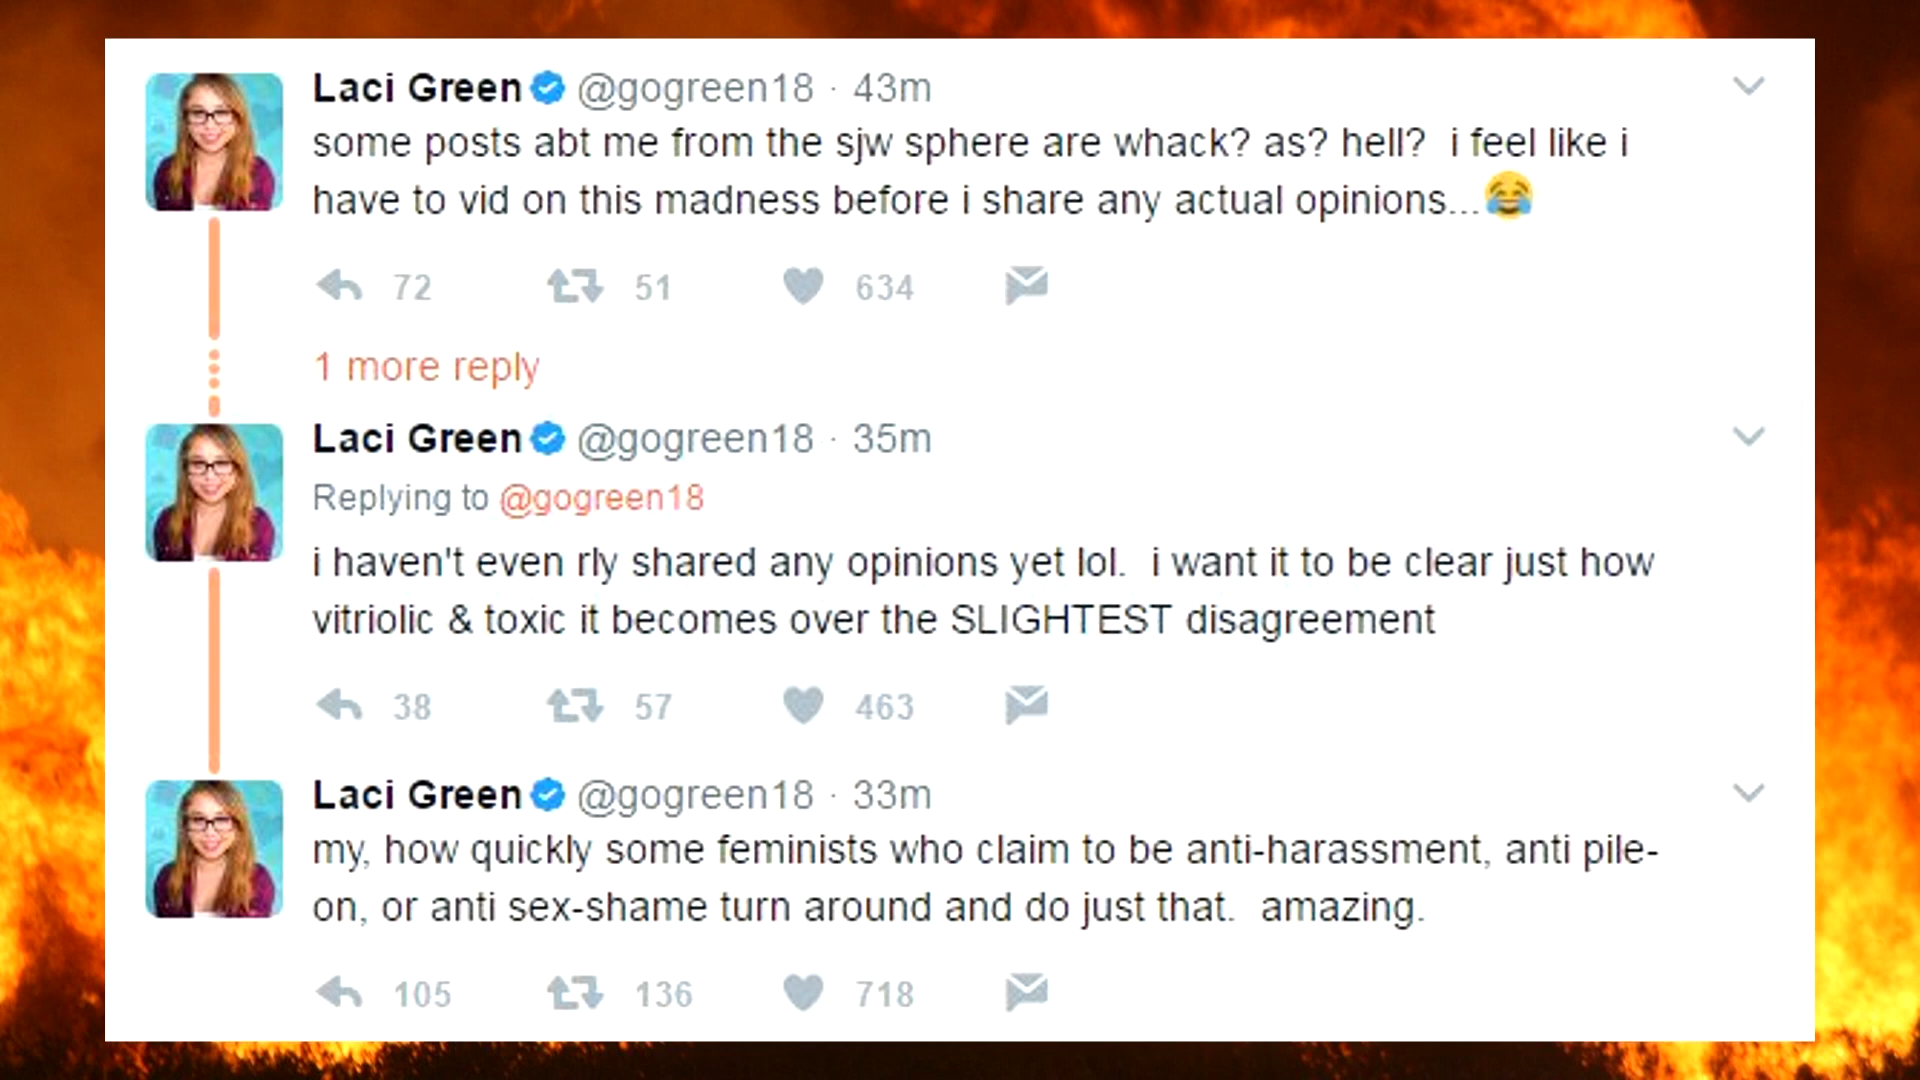 Laci Green @gogreen18 · 43m
some posts abt me from the sjw sphere are whack? as? hell?  i feel like i
have to vid on this madness before i share any actual opinions...😂
72 51 634
1 more reply
Laci Green @gogreen18 · 35m
Replying to @gogreen18
i haven't even rly shared any opinions yet lol.  i want it to be clear just how
vitriolic & toxic it becomes over the SLIGHTEST disagreement
38 57 463
Laci Green @gogreen18 · 33m
my, how quickly some feminists who claim to be anti-harassment, anti pile-
on, or anti sex-shame turn around and do just that.  amazing.
105 136 718